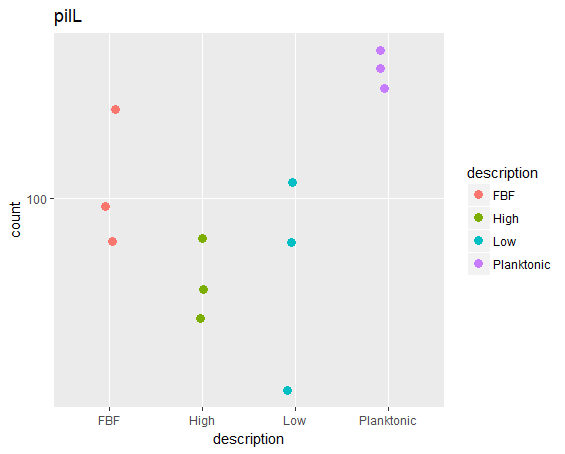 pilL
count
100
FBF
High
Low
Planktonic
description
description
FBF
High
Low
Planktonic